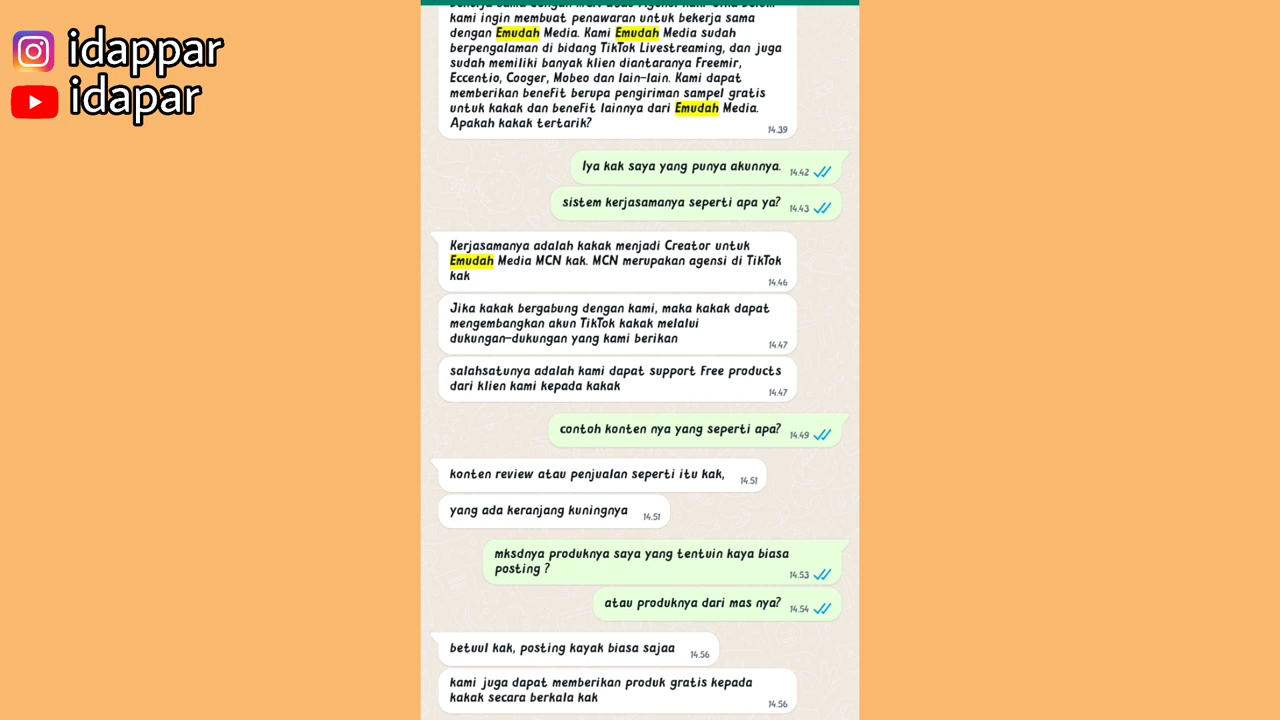 idappar
idapar
kami ingin membuat penawaran untuk bekerja sama
dengan Emudah Media. Kami Emudah Media sudah
berpengalaman di bidang TikTok Livestreaming, dan juga
sudah memiliki banyak klien diantaranya Freemir,
Eccentio, Cooger, Mobeo dan lain-lain. Kami dapat
memberikan benefit berupa pengiriman sampel gratis
untuk kakak dan benefit lainnya dari Emudah Media.
Apakah kakak tertarik?
14.39
Iya kak saya yang punya akunnya.
14.42
sistem kerjasamanya seperti apa ya?
14.43
Kerjasamanya adalah kakak menjadi Creator untuk
Emudah Media MCN kak. MCN merupakan agensi di TikTok
kak
14.46
Jika kakak bergabung dengan kami, maka kakak dapat
mengembangkan akun TikTok kakak melalui
dukungan-dukungan yang kami berikan
14.47
salahsatunya adalah kami dapat support Free products
dari klien kami kepada kakak
14.47
contoh konten nya yang seperti apa?
14.49
konten review atau penjualan seperti itu kak,
14.51
yang ada keranjang kuningnya
14.51
mksdnya produknya saya yang tentuin kaya biasa
posting ?
14.53
atau produknya dari mas nya?
14.54
betuul kak, posting kayak biasa sajaa
14.56
kami juga dapat memberikan produk gratis kepada
kakak secara berkala kak
14.56